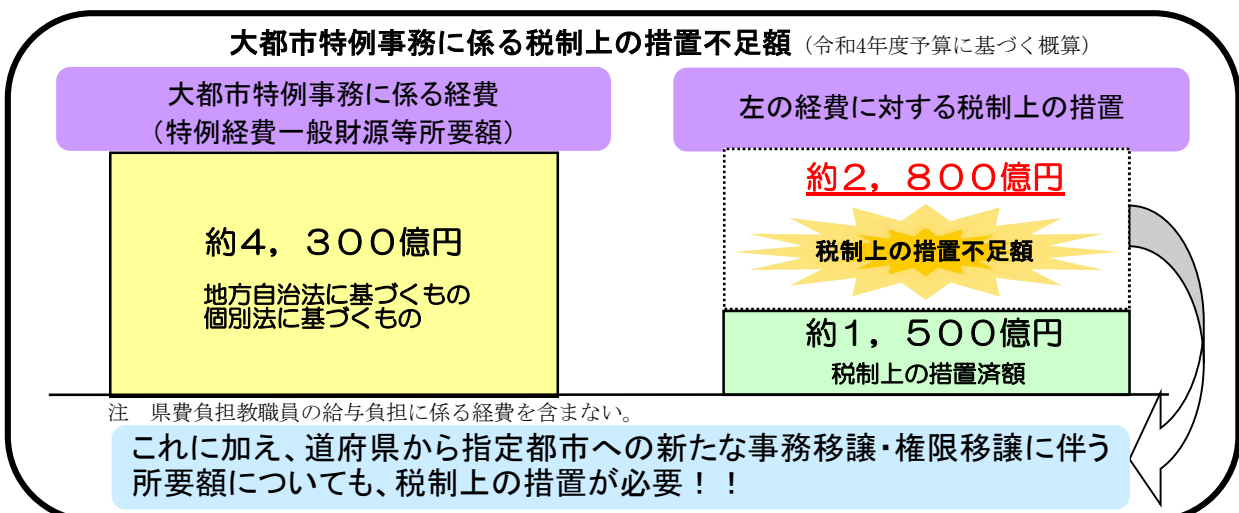 大都市特例事務に係る税制上の措置不足額（令和4年度予算に基づく概算）
大都市特例事務に係る経費
（特例経費一般財源等所要額）
左の経費に対する税制上の措置
約４，３００億円
地方自治法に基づくもの
個別法に基づくもの
約２，８００億円
税制上の措置不足額
約１，５００億円
税制上の措置済額
注　県費負担教職員の給与負担に係る経費を含まない。
これに加え、道府県から指定都市への新たな事務移譲・権限移譲に伴う
所要額についても、税制上の措置が必要！！